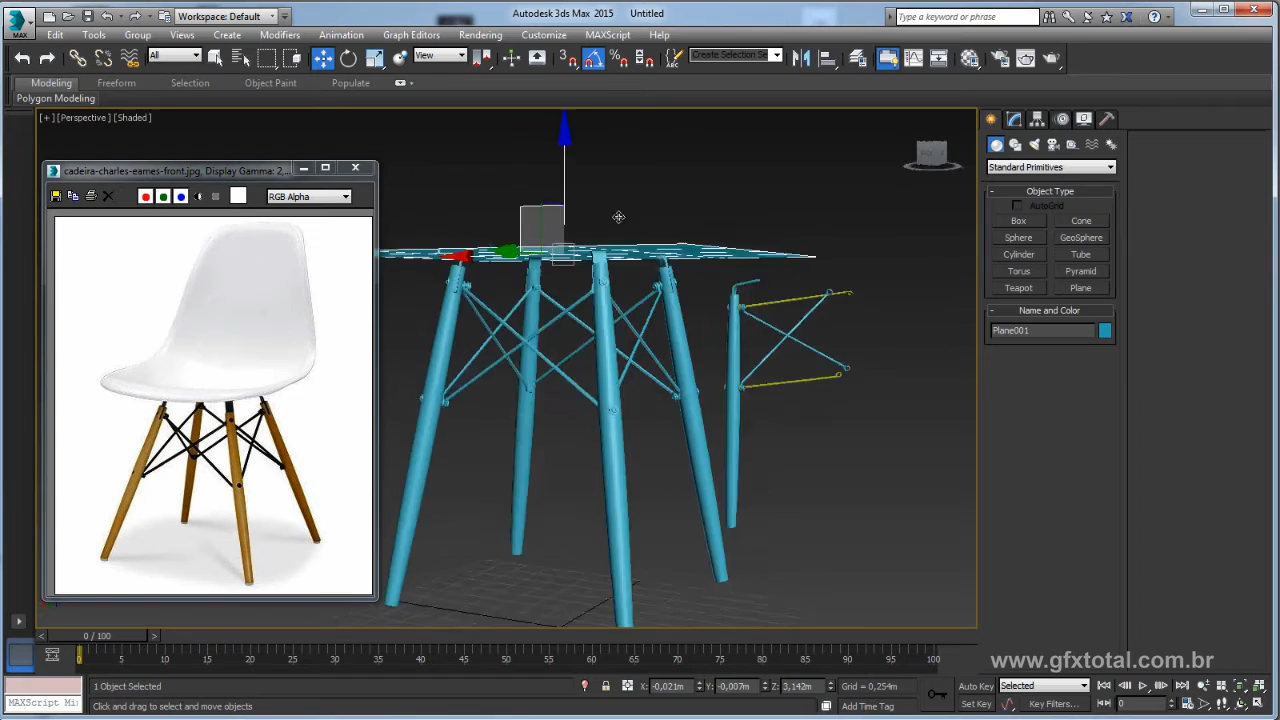 MAX
Workspace: Default
Autodesk 3ds Max 2015
Untitled
Type a keyword or phrase
Edit
Tools
Group
Views
Create
Modifiers
Animation
Graph Editors
Rendering
Customize
MAXScript
Help
All
View
Create Selection Se
Modeling
Freeform
Selection
Object Paint
Populate
Polygon Modeling
[+] [Perspective] [Shaded]
cadeira-charles-eames-front.jpg, Display Gamma: 2,...
RGB Alpha
Standard Primitives
Object Type
AutoGrid
Box
Cone
Sphere
GeoSphere
Cylinder
Tube
Torus
Pyramid
Teapot
Plane
Name and Color
Plane001
0 / 100
0 5 10 15 20 25 30 35 40 45 50 55 60 65 70 75 80 85 90 95 100
www.gfxtotal.com.br
1 Object Selected
X: -0,021m
Y: -0,007m
Z: 3,142m
Grid = 0,254m
Auto Key
Selected
MAXScript Mi
Click and drag to select and move objects
Add Time Tag
Set Key
Key Filters...
0